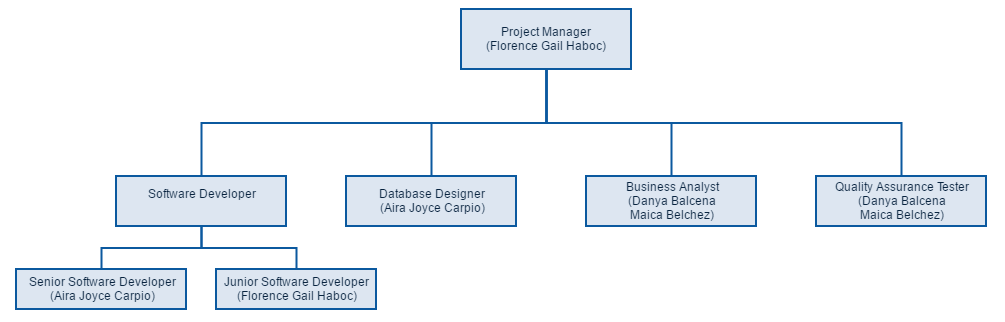 Project Manager
(Florence Gail Haboc)
Software Developer
Database Designer
(Aira Joyce Carpio)
Business Analyst
(Danya Balcena
Maica Belchez)
Quality Assurance Tester
(Danya Balcena
Maica Belchez)
Senior Software Developer
(Aira Joyce Carpio)
Junior Software Developer
(Florence Gail Haboc)